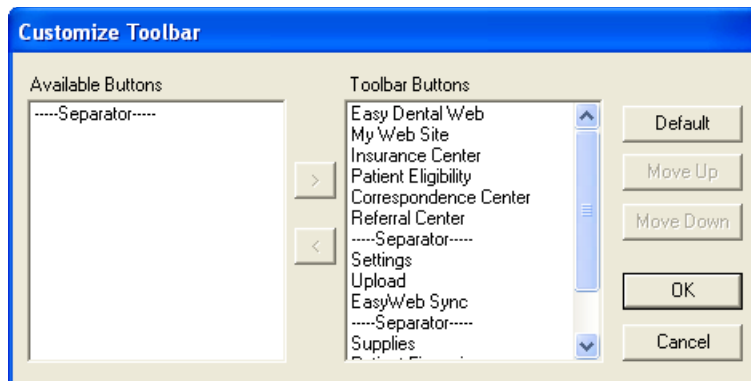 Customize Toolbar
Available Buttons
-----Separator-----
>
<
Toolbar Buttons
Easy Dental Web
My Web Site
Insurance Center
Patient Eligibility
Correspondence Center
Referral Center
-----Separator-----
Settings
Upload
EasyWeb Sync
-----Separator-----
Supplies
Default
Move Up
Move Down
OK
Cancel